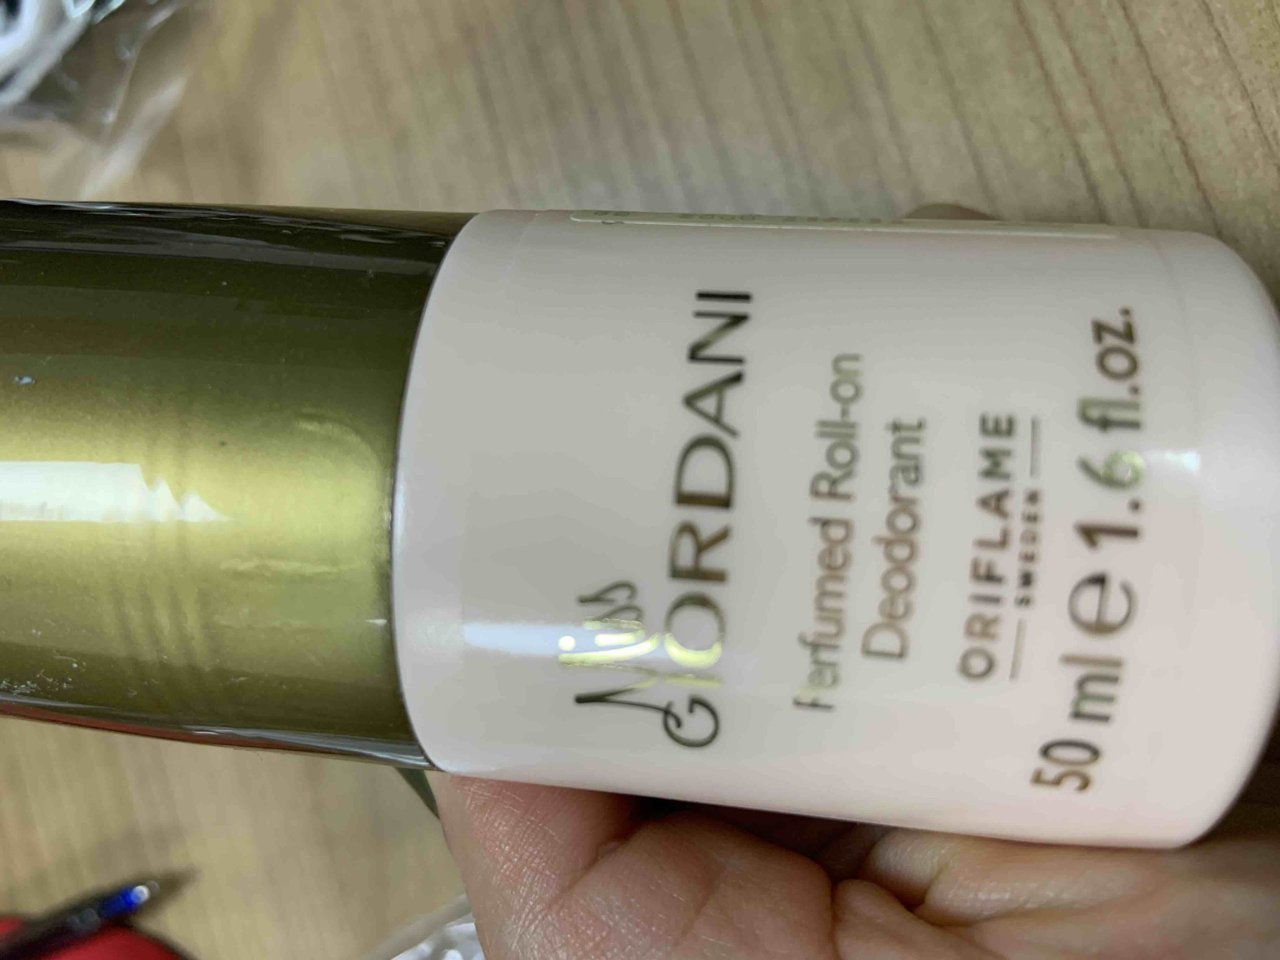 Miss
GIORDANI
Perfumed Roll-on
Deodorant
ORIFLAME
SWEDEN
50 ml e 1.6 fl.oz.